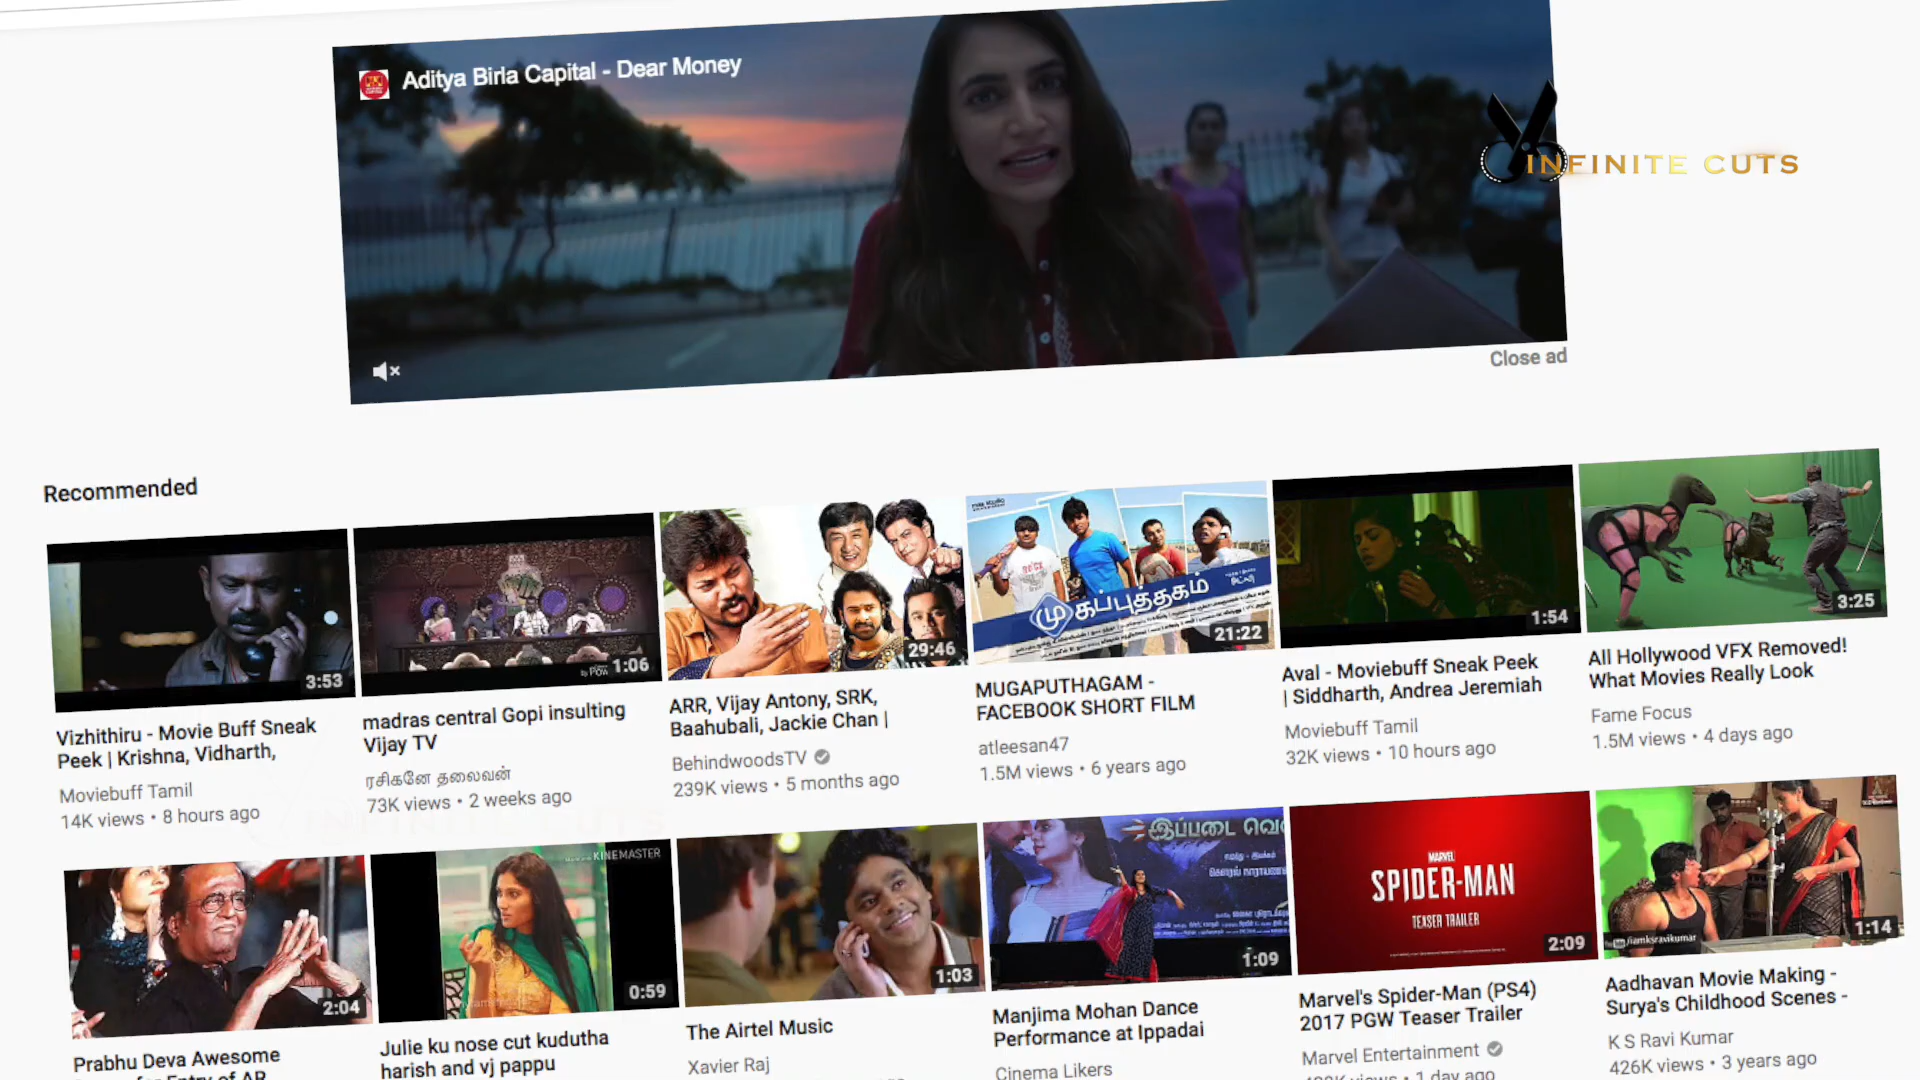 Aditya Birla Capital - Dear Money
INFINITE CUTS
Close ad
Recommended
3:53
Vizhithiru - Movie Buff Sneak
Peek | Krishna, Vidharth,
Moviebuff Tamil
14K views • 8 hours ago
1:06
madras central Gopi insulting
Vijay TV
ரசிகனே தலைவன்
73K views • 2 weeks ago
29:46
ARR, Vijay Antony, SRK,
Baahubali, Jackie Chan |
BehindwoodsTV
239K views • 5 months ago
முகப்புத்தகம்
21:22
MUGAPUTHAGAM -
FACEBOOK SHORT FILM
atleesan47
1.5M views • 6 years ago
1:54
Aval - Moviebuff Sneak Peek
| Siddharth, Andrea Jeremiah
Moviebuff Tamil
32K views • 10 hours ago
3:25
All Hollywood VFX Removed!
What Movies Really Look
Fame Focus
1.5M views • 4 days ago
INFINITE CUTS
2:04
Prabhu Deva Awesome
KINEMASTER
0:59
Julie ku nose cut kudutha
harish and vj pappu
1:03
The Airtel Music
Xavier Raj
இப்படை வெ
1:09
Manjima Mohan Dance
Performance at Ippadai
Cinema Likers
MARVEL
SPIDER-MAN
TEASER TRAILER
2:09
Marvel's Spider-Man (PS4)
2017 PGW Teaser Trailer
Marvel Entertainment
1 day ago
/iamksravikumar
1:14
Aadhavan Movie Making -
Surya's Childhood Scenes -
K S Ravi Kumar
426K views • 3 years ago